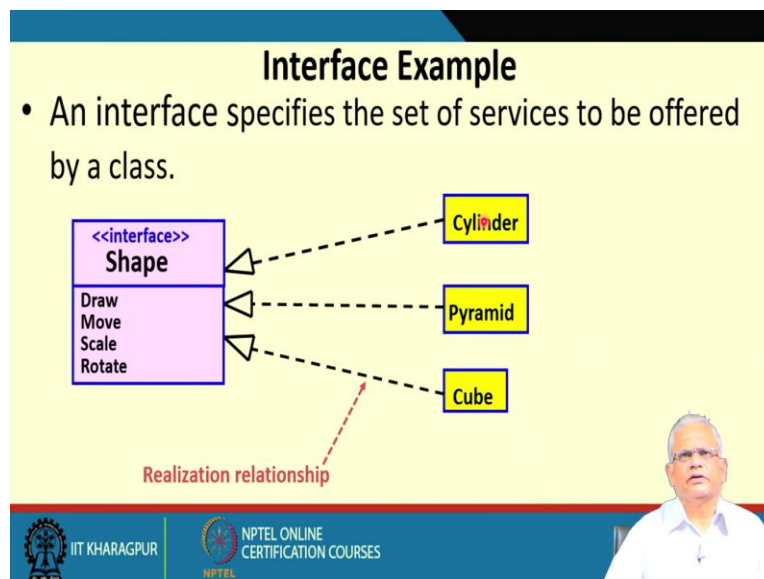 Interface Example
• An interface specifies the set of services to be offered
by a class.
<<interface>>
Shape
Draw
Move
Scale
Rotate
Cylinder
Pyramid
Cube
Realization relationship
IIT KHARAGPUR
NPTEL
NPTEL ONLINE
CERTIFICATION COURSES